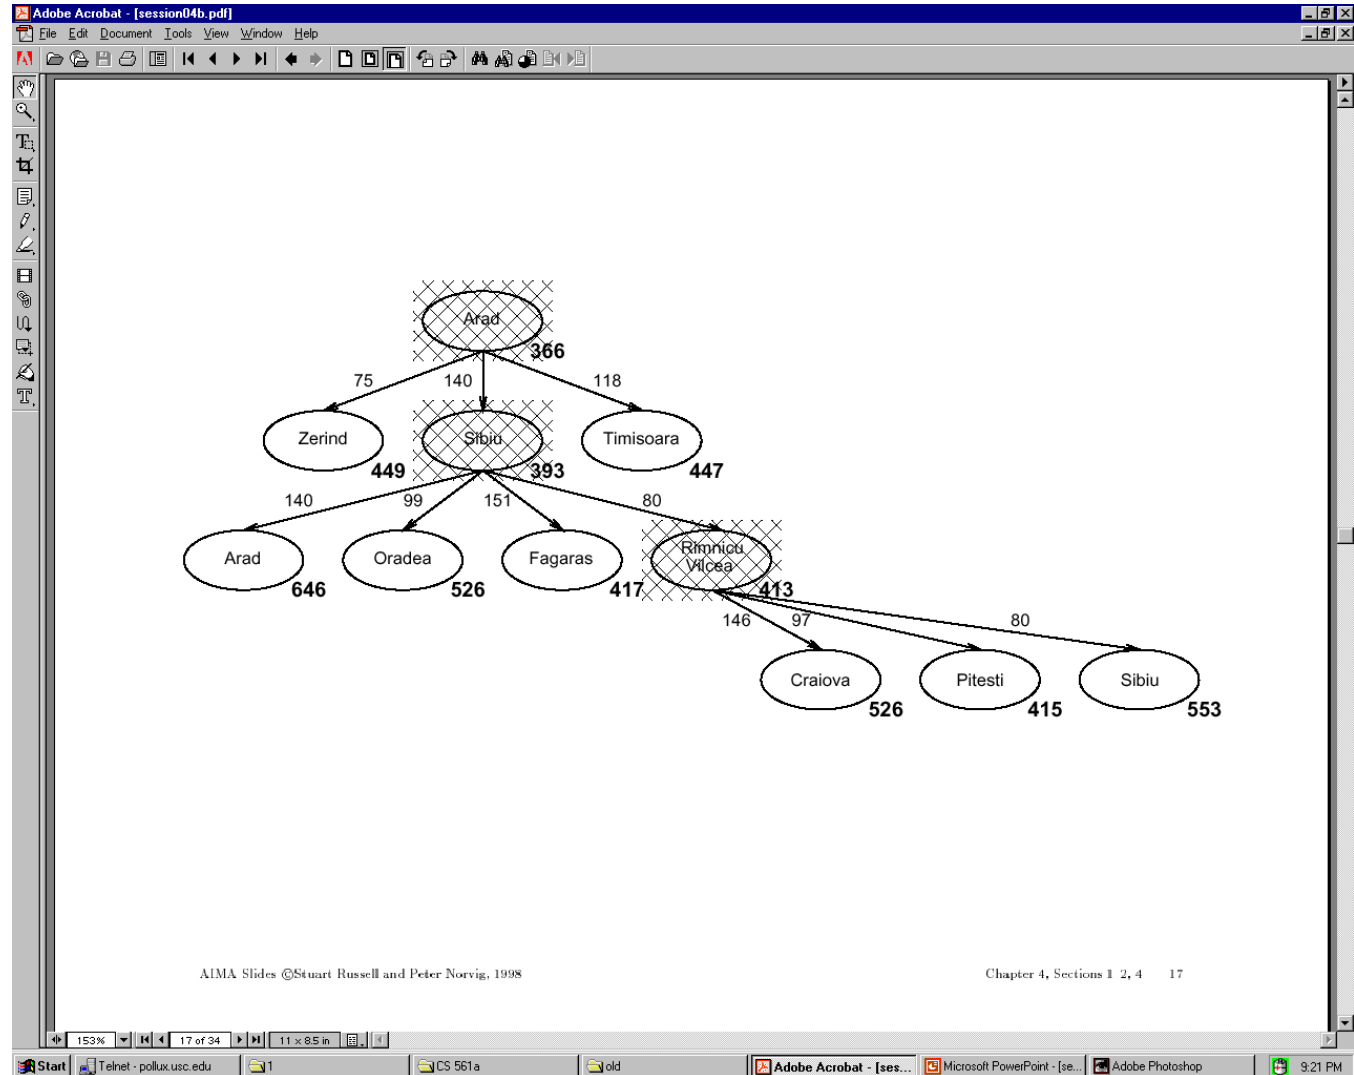 Adobe Acrobat - [session04b.pdf]
File Edit Document Tools View Window Help
Arad
366
75 140 118
Zerind Sibiu Timisoara
449 393 447
140 99 151 80
Arad Oradea Fagaras Rimnicu Vilcea
646 526 417 413
146 97 80
Craiova Pitesti Sibiu
526 415 553
AIMA Slides ©Stuart Russell and Peter Norvig, 1998 Chapter 4, Sections 1 2, 4 17
153% 17 of 34 11 x 8.5 in
Start Telnet - pollux.usc.edu 1 CS 561a old Adobe Acrobat - [ses... Microsoft PowerPoint - [se... Adobe Photoshop 9:21 PM